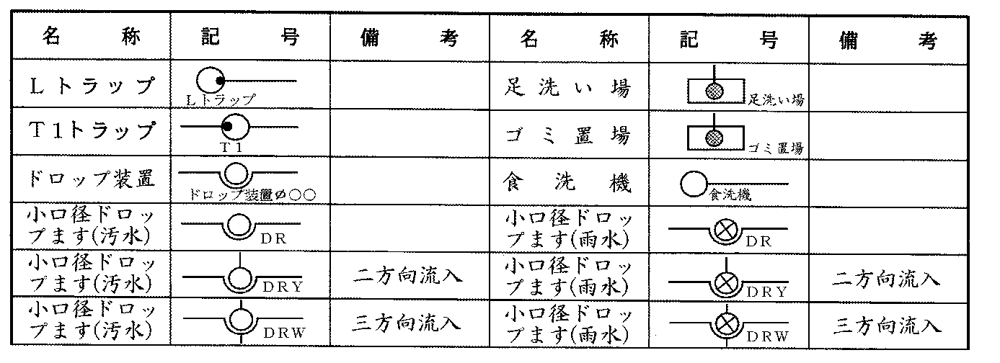 名称 記号 備考 名称 記号 備考
Lトラップ Lトラップ 足洗い場 足洗い場
T1トラップ T1 ゴミ置場 ゴミ置場
ドロップ装置 ドロップ装置φ○○ 食洗機 食洗機
小口径ドロッ 小口径ドロッ
プます(汚水) DR プます(雨水) DR
小口径ドロッ 小口径ドロッ
プます(汚水) DRY 二方向流入 プます(雨水) DRY 二方向流入
小口径ドロッ 小口径ドロッ
プます(汚水) DRW 三方向流入 プます(雨水) DRW 三方向流入